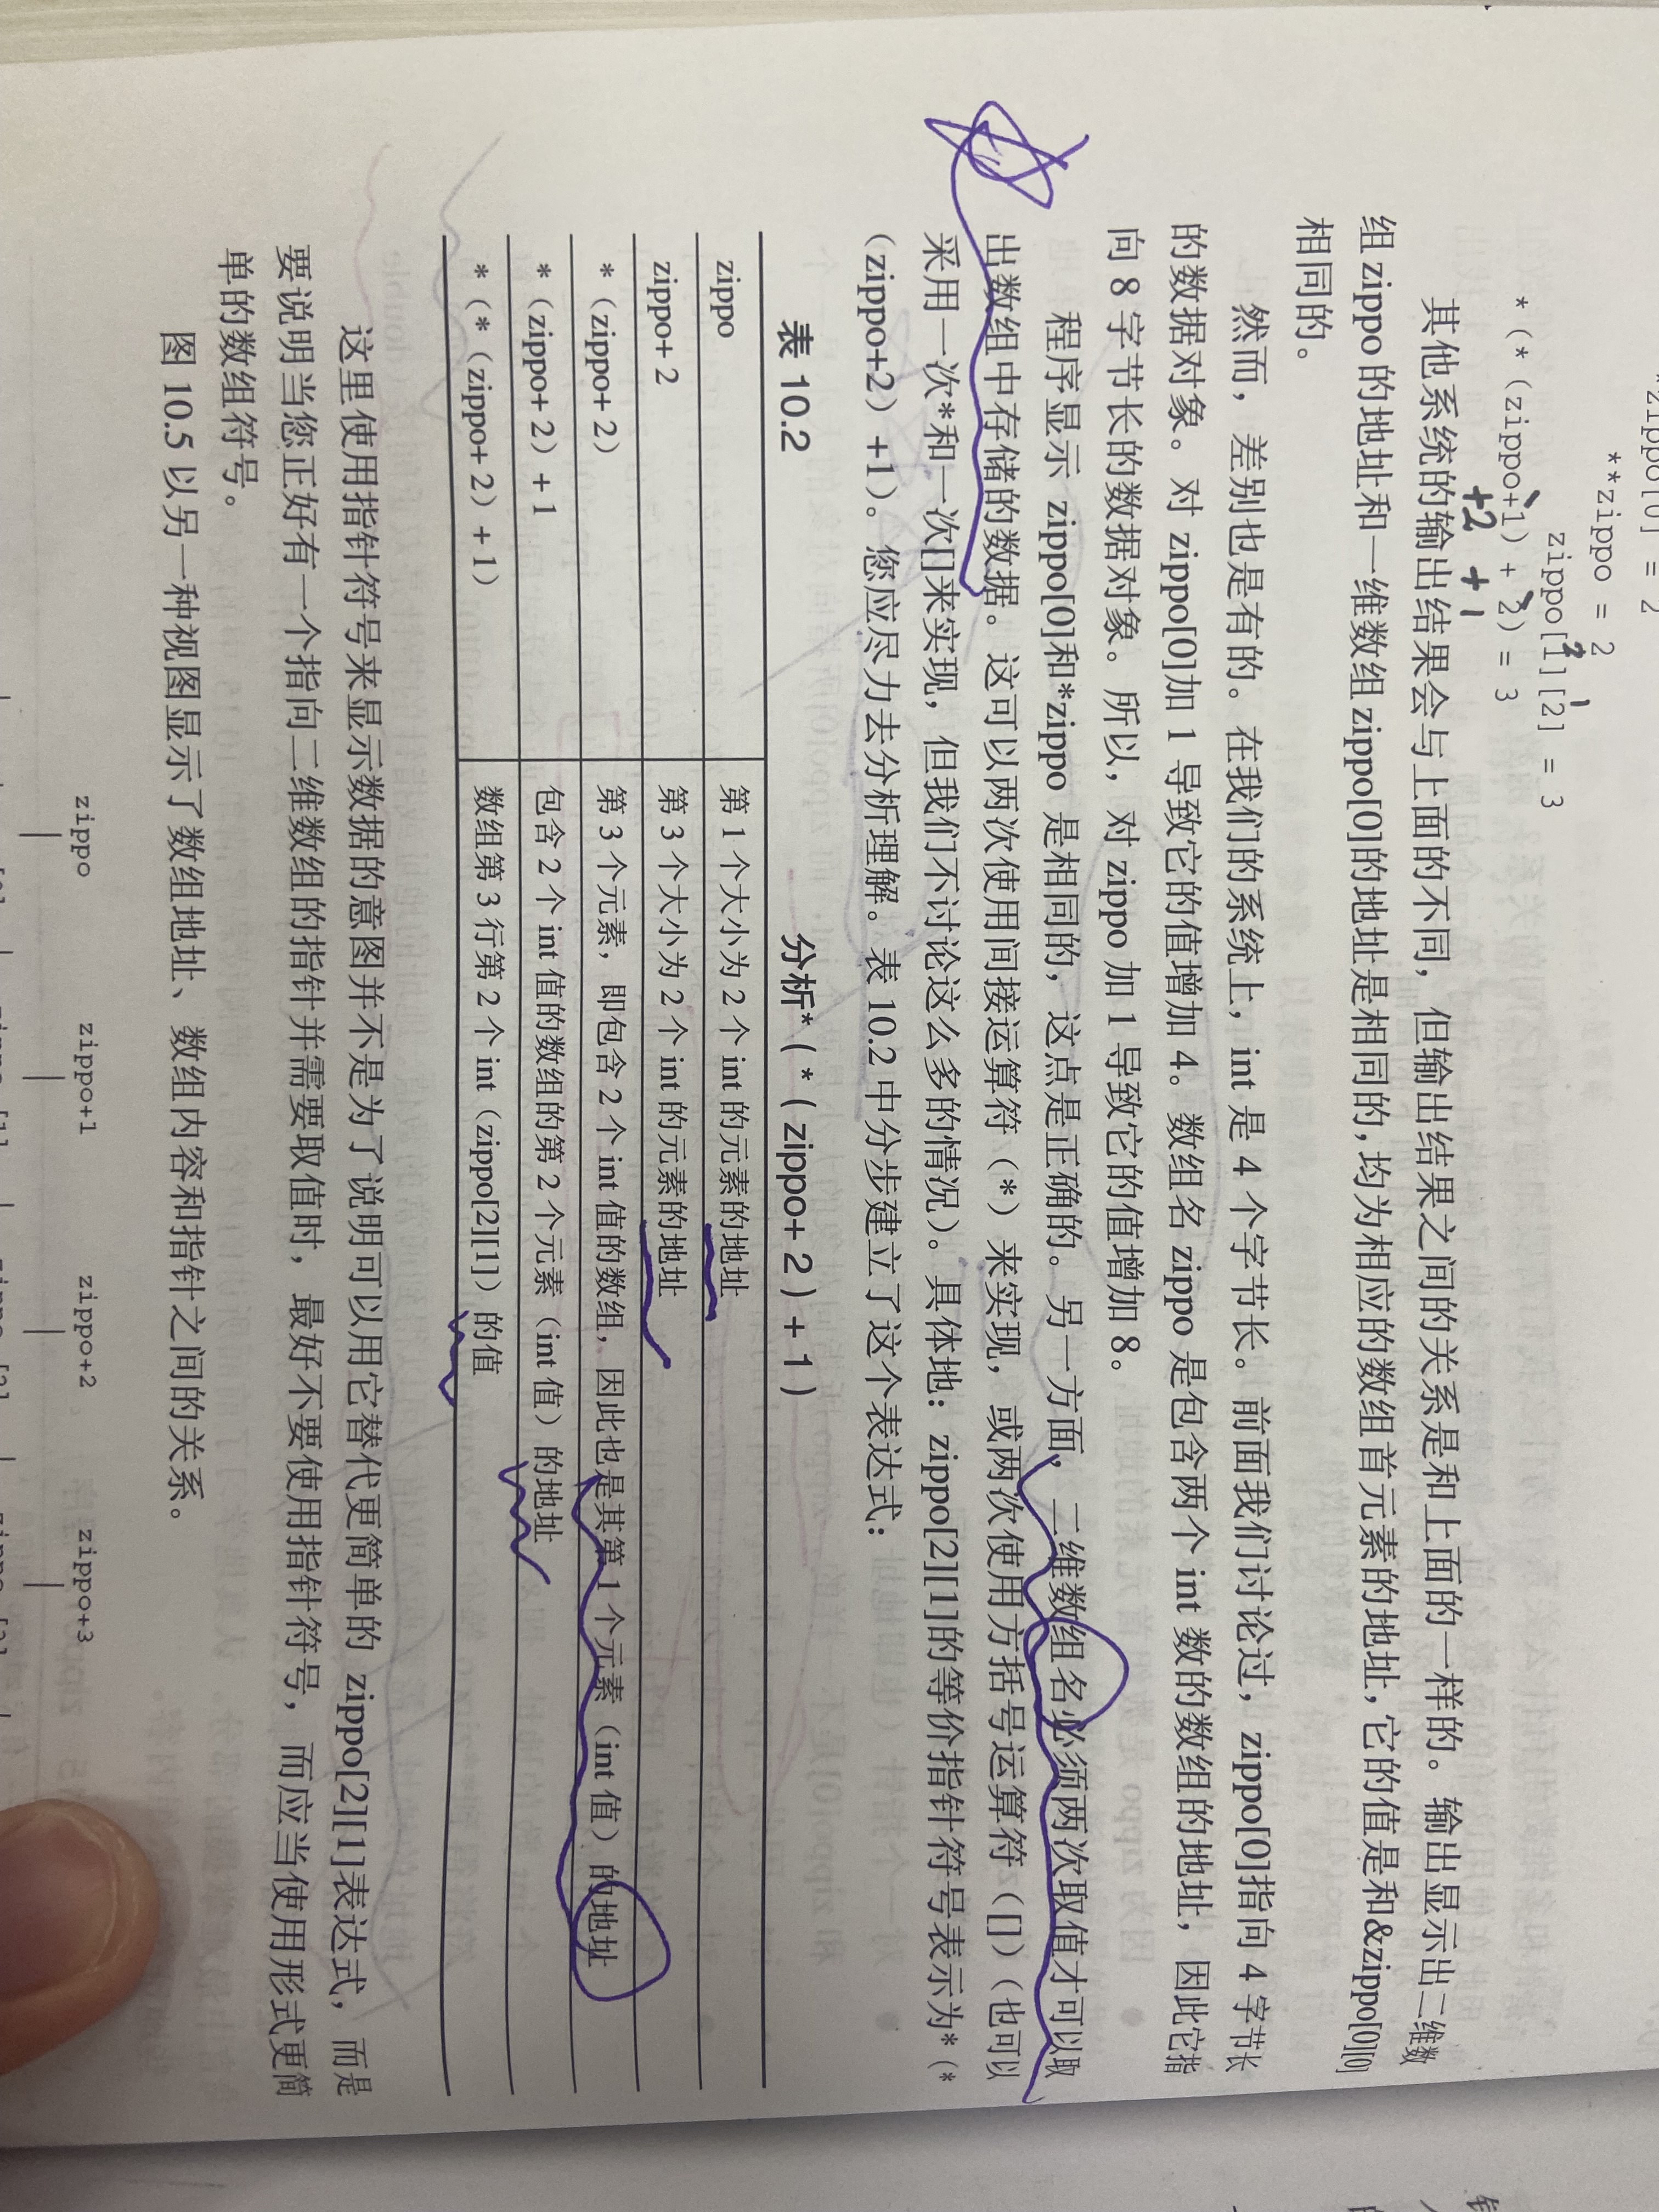 **zippo = 2
zippo[1][2] = 3
2 1
*(*(zippo+1) + 2) = 3
+2 +1
其他系统的输出结果会与上面的不同，但输出结果之间的关系是和上面的一样的。输出显示出二维数
组 zippo 的地址和一维数组 zippo[0]的地址是相同的，均为相应的数组首元素的地址，它的值是和&zippo[0][0]
相同的。
然而，差别也是有的。在我们的系统上，int 是 4 个字节长。前面我们讨论过，zippo[0]指向 4 字节长
的数据对象。对 zippo[0]加 1 导致它的值增加 4。数组名 zippo 是包含两个 int 数的数组的地址，因此它指
向 8 字节长的数据对象。所以，对 zippo 加 1 导致它的值增加 8。
程序显示 zippo[0]和*zippo 是相同的，这点是正确的。另一方面，二维数组名必须两次取值才可以取
出数组中存储的数据。这可以两次使用间接运算符（*）来实现，或两次使用方括号运算符（[]）（也可以
采用一次*和一次[]来实现，但我们不讨论这么多的情况）。具体地：zippo[2][1]的等价指针符号表示为*（*
（zippo+2）+1）。您应尽力去分析理解。表 10.2 中分步建立了这个表达式：
表 10.2 分析*（*（zippo+2）+1）
zippo 第 1 个大小为 2 个 int 的元素的地址
zippo+2 第 3 个大小为 2 个 int 的元素的地址
*（zippo+2） 第 3 个元素，即包含 2 个 int 值的数组，因此也是其第 1 个元素（int 值）的地址
*（zippo+2）+1 包含 2 个 int 值的数组的第 2 个元素（int 值）的地址
*（*（zippo+2）+1） 数组第 3 行第 2 个 int（zippo[2][1]）的值
这里使用指针符号来显示数据的意图并不是为了说明可以用它替代更简单的 zippo[2][1]表达式，而是
要说明当您正好有一个指向二维数组的指针并需要取值时，最好不要使用指针符号，而应当使用形式更简
单的数组符号。
图 10.5 以另一种视图显示了数组地址、数组内容和指针之间的关系。
zippo zippo+1 zippo+2 zippo+3